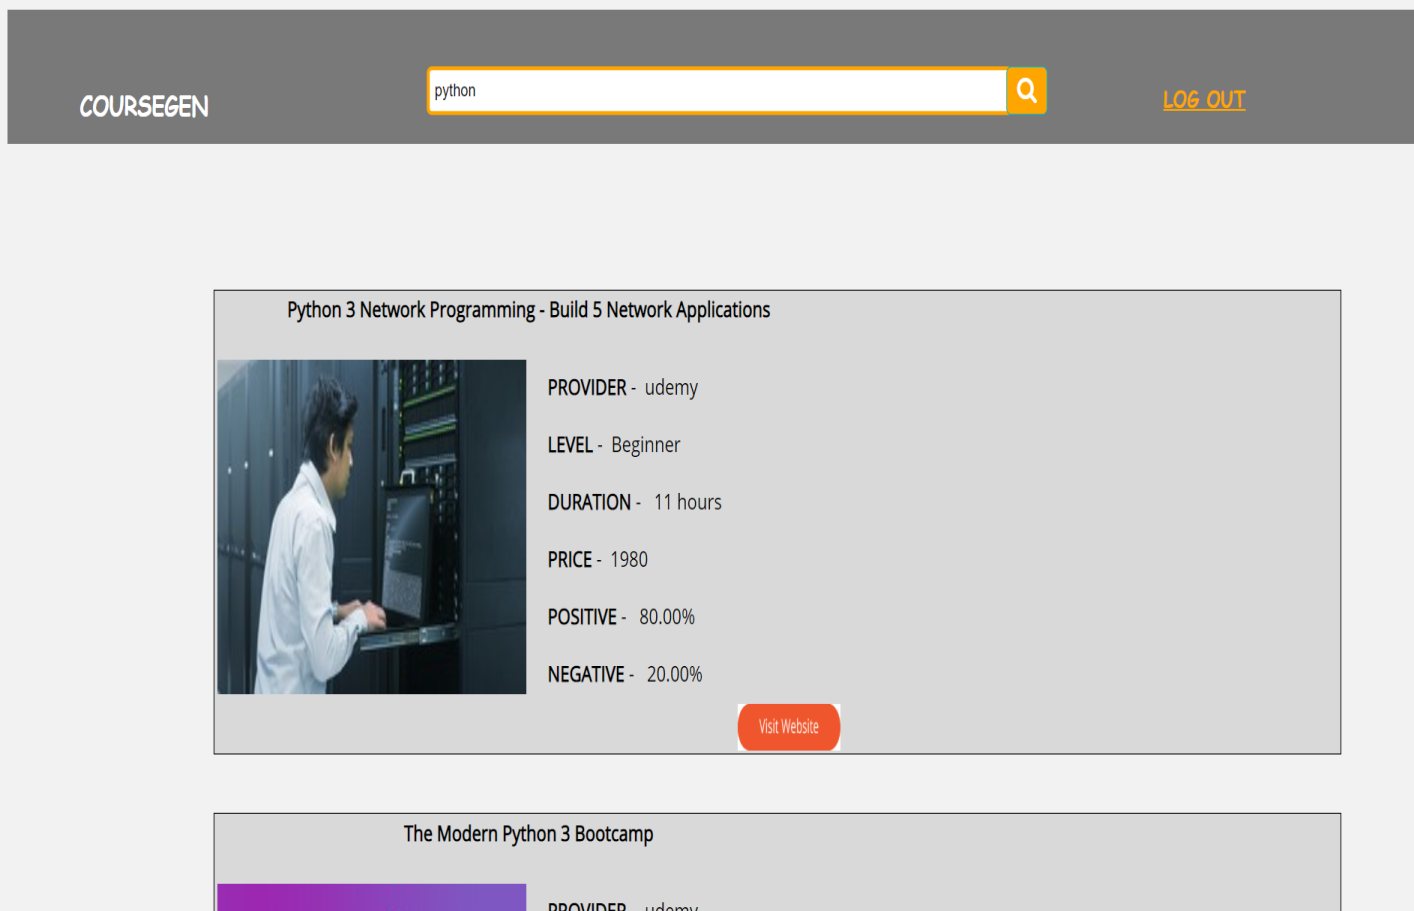 COURSEGEN
python
LOG OUT
Python 3 Network Programming - Build 5 Network Applications
PROVIDER - udemy
LEVEL - Beginner
DURATION - 11 hours
PRICE - 1980
POSITIVE - 80.00%
NEGATIVE - 20.00%
Visit Website
The Modern Python 3 Bootcamp
PROVIDER - udemy